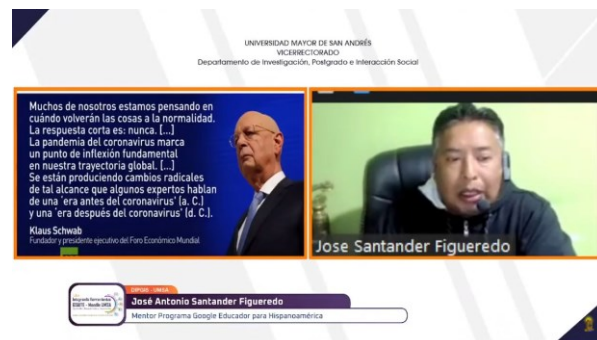 UNIVERSIDAD MAYOR DE SAN ANDRÉS
VICERRECTORADO
Departamento de Investigación, Postgrado e Interacción Social
Muchos de nosotros estamos pensando en
cuándo volverán las cosas a la normalidad.
La respuesta corta es: nunca. [...]
La pandemia del coronavirus marca
un punto de inflexión fundamental
en nuestra trayectoria global. [...]
Se están produciendo cambios radicales
de tal alcance que algunos expertos hablan
de una 'era antes del coronavirus' (a. C.)
y una 'era después del coronavirus' (d. C.).
Klaus Schwab
Fundador y presidente ejecutivo del Foro Económico Mundial
Jose Santander Figueredo
DIPGIS - UMSA
José Antonio Santander Figueredo
Mentor Programa Google Educador para Hispanoamérica